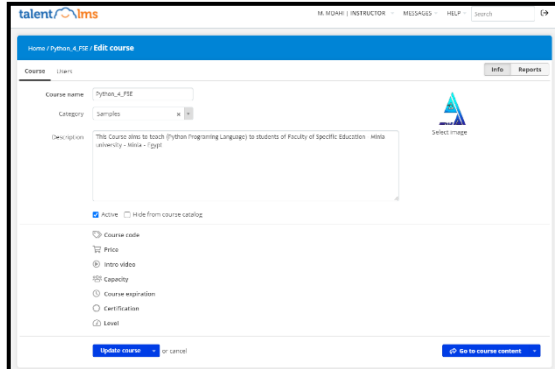 talent lms
M. MOAHI | INSTRUCTOR MESSAGES HELP Search
Home / Python_4_FSE / Edit course
Course Users Info Reports
Course name Python_4_FSE
Category Samples
Select image
Description This Course aims to teach (Python Programing Language) to students of Faculty of Specific Education - Minia
university - Minia - Egypt
Active Hide from course catalog
Course code
Price
Intro video
Capacity
Course expiration
Certification
Level
Update course or cancel Go to course content